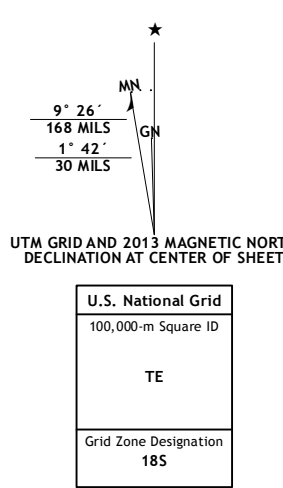 ★
MN
9° 26´
168 MILS
GN
1° 42´
30 MILS
UTM GRID AND 2013 MAGNETIC NORT
DECLINATION AT CENTER OF SHEET
U.S. National Grid
100,000-m Square ID
TE
Grid Zone Designation
18S